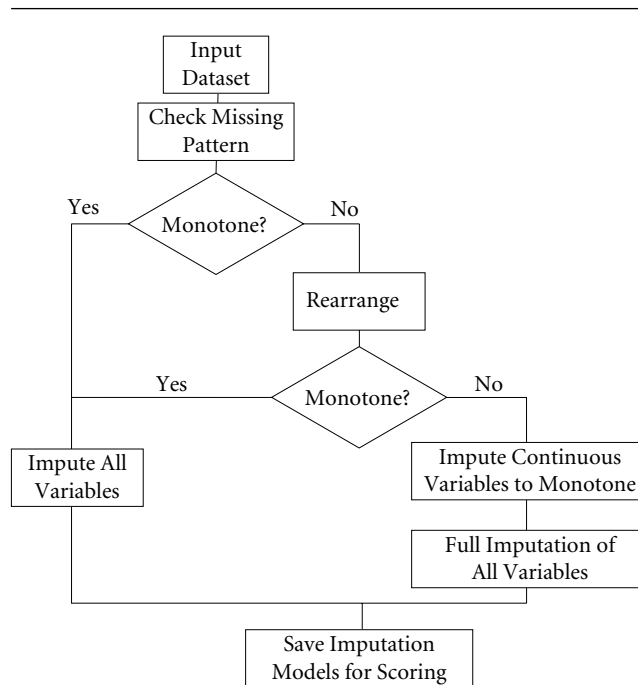 Input
Dataset
Check Missing
Pattern
Yes
Monotone?
No
Rearrange
Yes
Monotone?
No
Impute All
Variables
Impute Continuous
Variables to Monotone
Full Imputation of
All Variables
Save Imputation
Models for Scoring